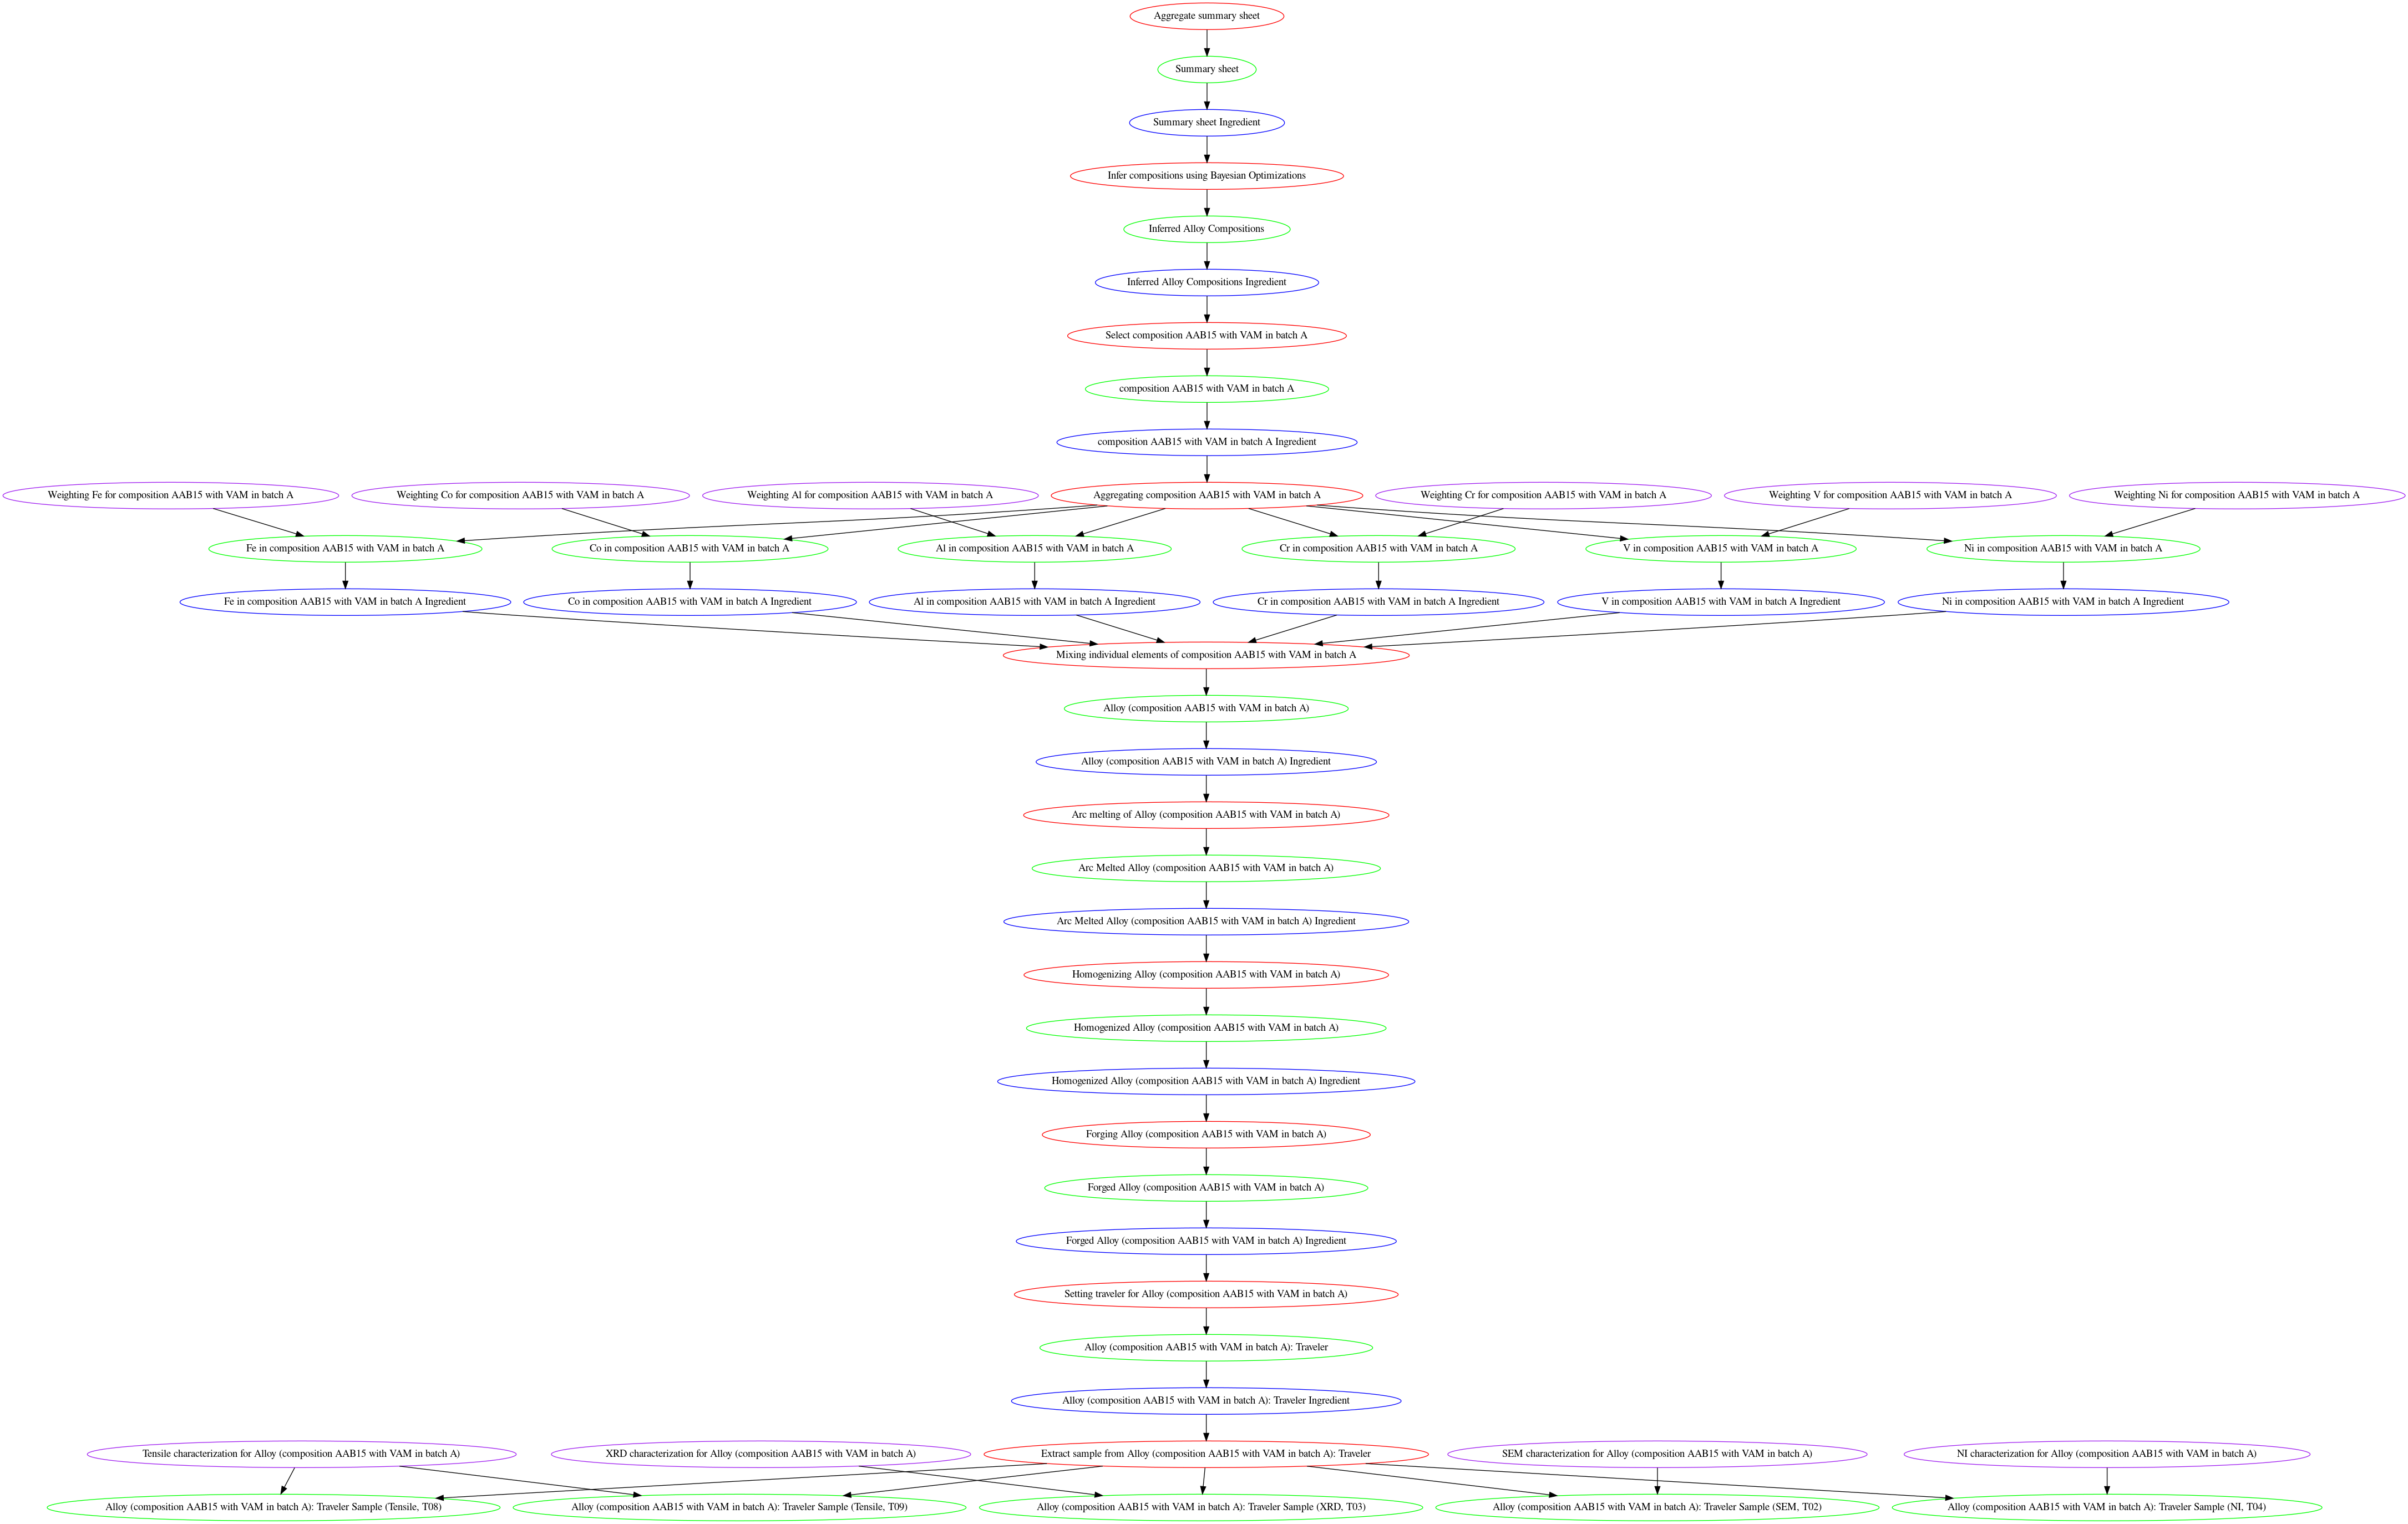 Aggregate summary sheet
Summary sheet
Summary sheet Ingredient
Infer compositions using Bayesian Optimizations
Inferred Alloy Compositions
Inferred Alloy Compositions Ingredient
Select composition AAB15 with VAM in batch A
composition AAB15 with VAM in batch A
composition AAB15 with VAM in batch A Ingredient
Weighting Fe for composition AAB15 with VAM in batch A
Weighting Co for composition AAB15 with VAM in batch A
Weighting Al for composition AAB15 with VAM in batch A
Aggregating composition AAB15 with VAM in batch A
Weighting Cr for composition AAB15 with VAM in batch A
Weighting V for composition AAB15 with VAM in batch A
Weighting Ni for composition AAB15 with VAM in batch A
Fe in composition AAB15 with VAM in batch A
Co in composition AAB15 with VAM in batch A
Al in composition AAB15 with VAM in batch A
Cr in composition AAB15 with VAM in batch A
V in composition AAB15 with VAM in batch A
Ni in composition AAB15 with VAM in batch A
Fe in composition AAB15 with VAM in batch A Ingredient
Co in composition AAB15 with VAM in batch A Ingredient
Al in composition AAB15 with VAM in batch A Ingredient
Cr in composition AAB15 with VAM in batch A Ingredient
V in composition AAB15 with VAM in batch A Ingredient
Ni in composition AAB15 with VAM in batch A Ingredient
Mixing individual elements of composition AAB15 with VAM in batch A
Alloy (composition AAB15 with VAM in batch A)
Alloy (composition AAB15 with VAM in batch A) Ingredient
Arc melting of Alloy (composition AAB15 with VAM in batch A)
Arc Melted Alloy (composition AAB15 with VAM in batch A)
Arc Melted Alloy (composition AAB15 with VAM in batch A) Ingredient
Homogenizing Alloy (composition AAB15 with VAM in batch A)
Homogenized Alloy (composition AAB15 with VAM in batch A)
Homogenized Alloy (composition AAB15 with VAM in batch A) Ingredient
Forging Alloy (composition AAB15 with VAM in batch A)
Forged Alloy (composition AAB15 with VAM in batch A)
Forged Alloy (composition AAB15 with VAM in batch A) Ingredient
Setting traveler for Alloy (composition AAB15 with VAM in batch A)
Alloy (composition AAB15 with VAM in batch A): Traveler
Alloy (composition AAB15 with VAM in batch A): Traveler Ingredient
Tensile characterization for Alloy (composition AAB15 with VAM in batch A)
XRD characterization for Alloy (composition AAB15 with VAM in batch A)
Extract sample from Alloy (composition AAB15 with VAM in batch A): Traveler
SEM characterization for Alloy (composition AAB15 with VAM in batch A)
NI characterization for Alloy (composition AAB15 with VAM in batch A)
Alloy (composition AAB15 with VAM in batch A): Traveler Sample (Tensile, T08)
Alloy (composition AAB15 with VAM in batch A): Traveler Sample (Tensile, T09)
Alloy (composition AAB15 with VAM in batch A): Traveler Sample (XRD, T03)
Alloy (composition AAB15 with VAM in batch A): Traveler Sample (SEM, T02)
Alloy (composition AAB15 with VAM in batch A): Traveler Sample (NI, T04)